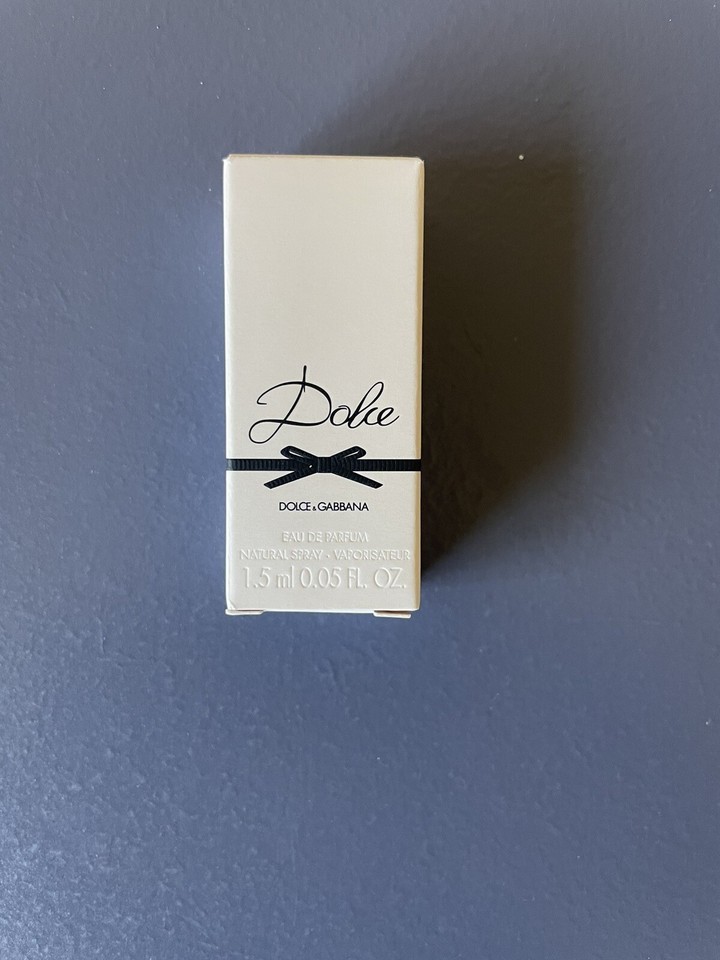 Dolce
DOLCE & GABBANA
EAU DE PARFUM
NATURAL SPRAY - VAPORISATEUR
1.5 ml 0.05 FL. OZ.